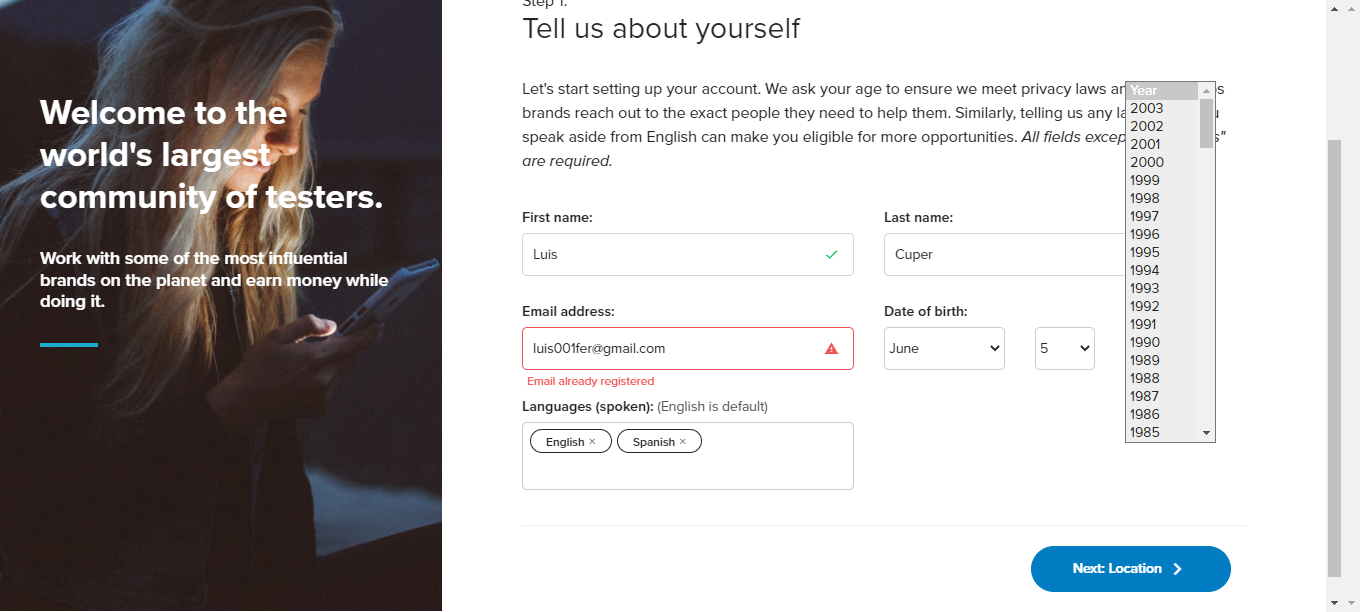 Welcome to the
world's largest
community of testers.
Work with some of the most influential
brands on the planet and earn money while
doing it.
Step 1.
Tell us about yourself
Let's start setting up your account. We ask your age to ensure we meet privacy laws
brands reach out to the exact people they need to help them. Similarly, telling us any
speak aside from English can make you eligible for more opportunities. All fields
are required.
First name:
Last name:
Luis
Cuper
Email address:
Date of birth:
luis001fer@gmail.com
June
5
Email already registered
Languages (spoken): (English is default)
English ×
Spanish ×
Year
2003
2002
2001
2000
1999
1998
1997
1996
1995
1994
1993
1992
1991
1990
1989
1988
1987
1986
1985
Next: Location